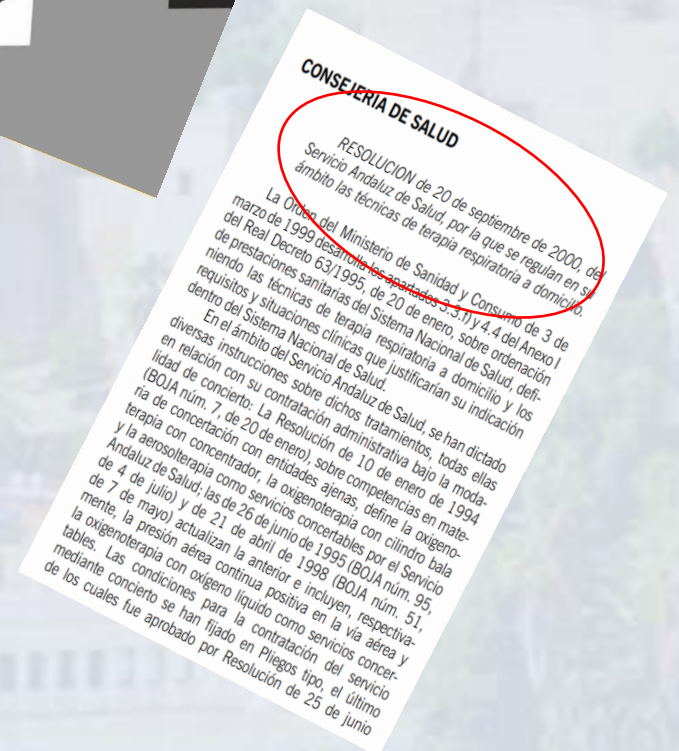 CONSEJERIA DE SALUD
RESOLUCION de 20 de septiembre de 2000, del
Servicio Andaluz de Salud, por la que se regulan en su
ámbito las técnicas de terapia respiratoria a domicilio.
La Orden del Ministerio de Sanidad y Consumo de 3 de
marzo de 1999 desarrolla los apartados 3.3.f) y 4.4 del Anexo I
del Real Decreto 63/1995, de 20 de enero, sobre ordenación
de prestaciones sanitarias del Sistema Nacional de Salud, defi-
niendo las técnicas de terapia respiratoria a domicilio y los
requisitos y situaciones clínicas que justificarían su indicación
dentro del Sistema Nacional de Salud.
En el ámbito del Servicio Andaluz de Salud, se han dictado
diversas instrucciones sobre dichos tratamientos, todas ellas
en relación con su contratación administrativa bajo la moda-
lidad de concierto: La Resolución de 10 de enero de 1994
(BOJA núm. 7, de 20 de enero), sobre competencias en mate-
ria de concertación con entidades ajenas, define la oxígeno-
terapia con concentrador, la oxigenoterapia con cilindro bala
y la aerosolterapia como servicios concertables por el Servicio
Andaluz de Salud; las de 26 de junio de 1995 (BOJA núm. 95,
de 4 de julio) y de 21 de abril de 1998 (BOJA núm. 51,
de 7 de mayo) actualizan la anterior e incluyen, respectiva-
mente, la presión aérea continua positiva en la vía aérea y
la oxigenoterapia con oxígeno líquido como servicios concer-
tables. Las condiciones para la contratación del servicio
mediante concierto se han fijado en Pliegos tipo, el último
de los cuales fue aprobado por Resolución de 25 de junio